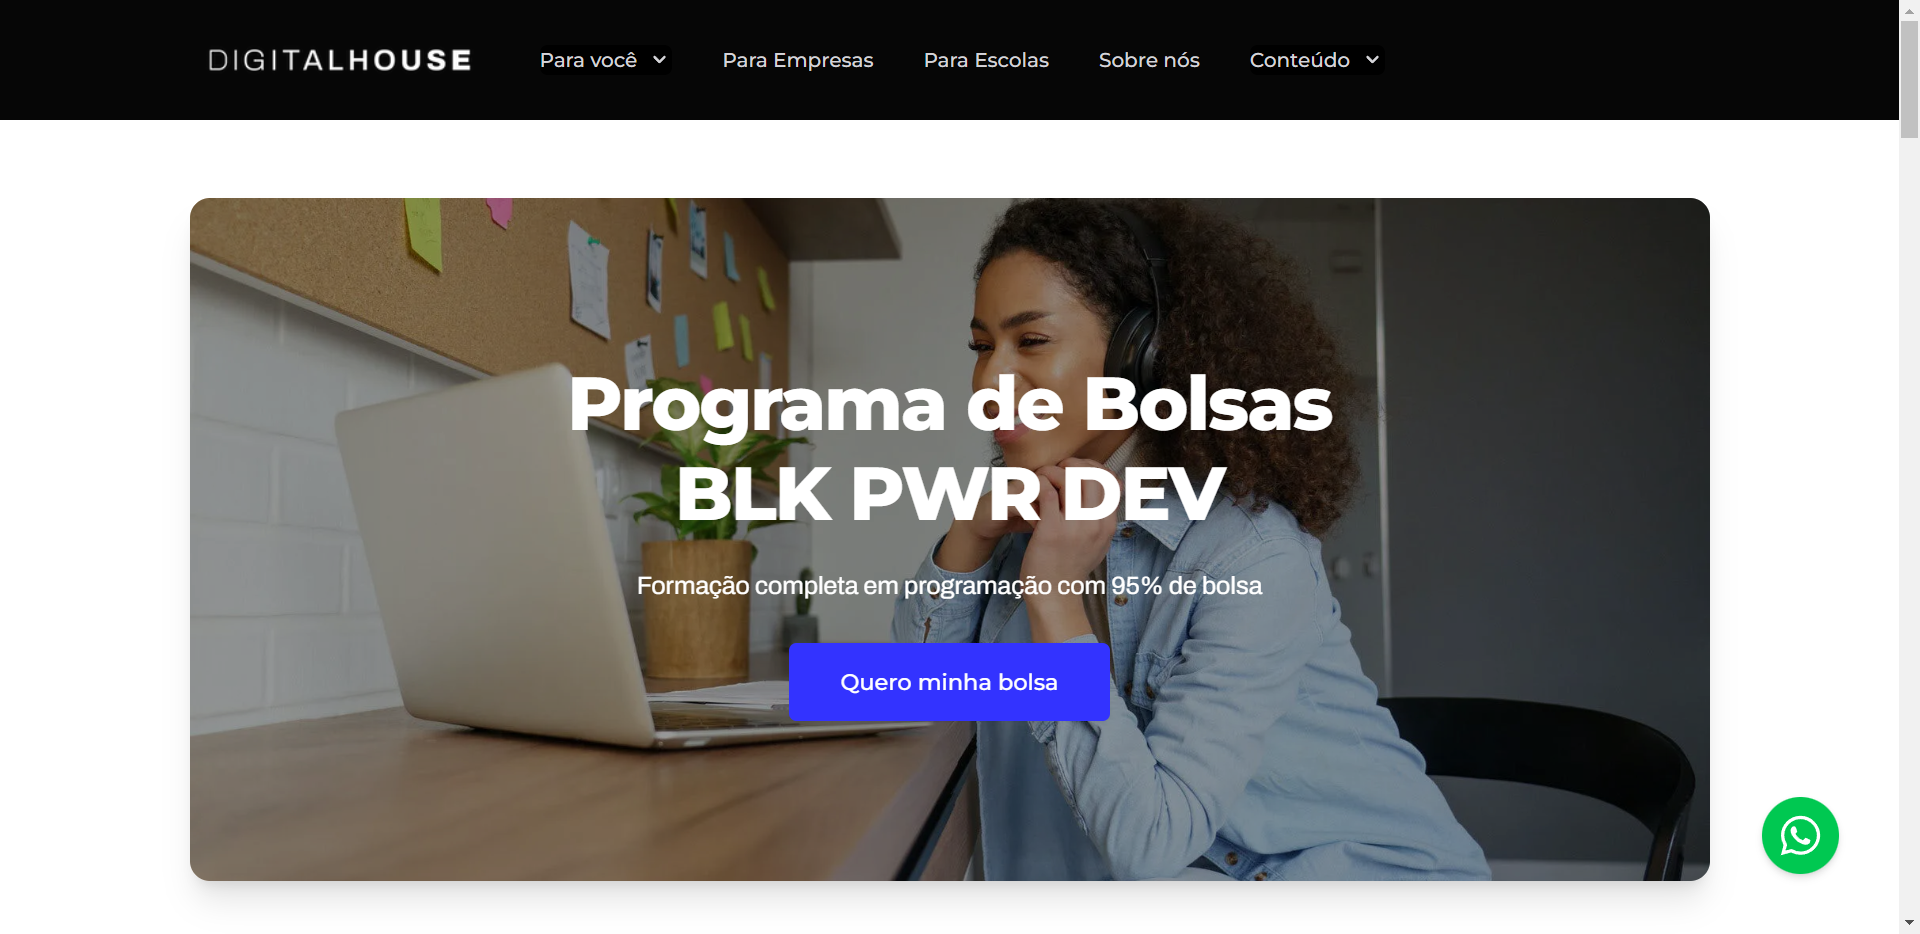 DIGITALHOUSE
Para você
Para Empresas
Para Escolas
Sobre nós
Conteúdo
Programa de Bolsas
BLK PWR DEV
Formação completa em programação com 95% de bolsa
Quero minha bolsa